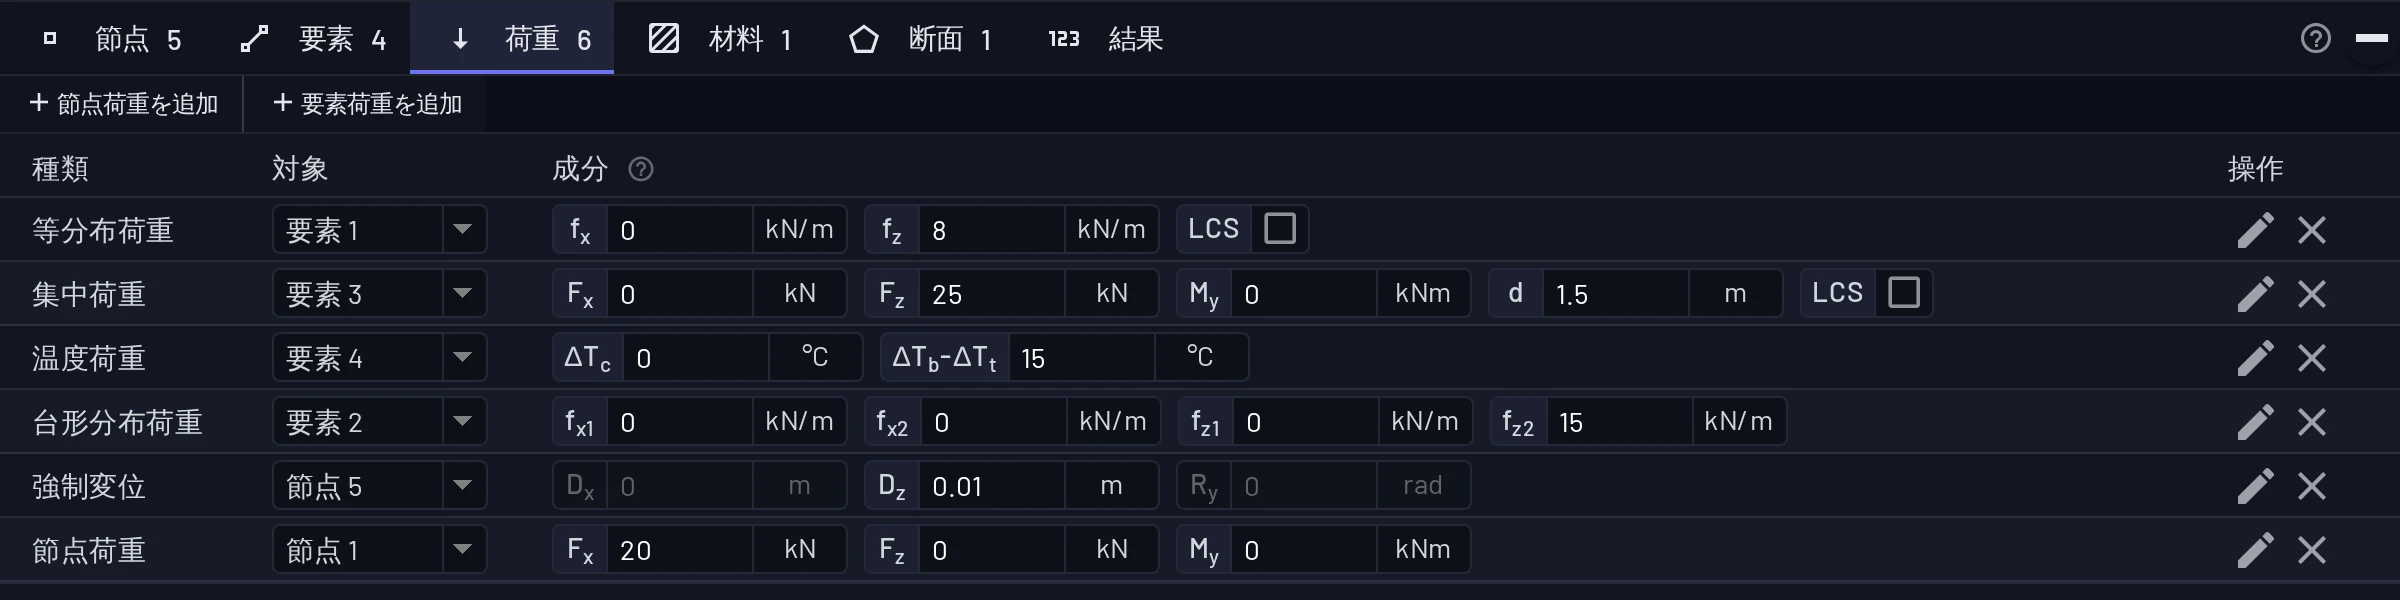 節点 5 要素 4 荷重 6 材料 1 断面 1 123 結果
+ 節点荷重を追加 + 要素荷重を追加
種類 対象 成分 ? 操作
等分布荷重 要素 1 fx 0 kN/m fz 8 kN/m LCS
集中荷重 要素 3 Fx 0 kN Fz 25 kN My 0 kNm d 1.5 m LCS
温度荷重 要素 4 ΔTc 0 °C ΔTb-ΔTt 15 °C
台形分布荷重 要素 2 fx1 0 kN/m fx2 0 kN/m fz1 0 kN/m fz2 15 kN/m
強制変位 節点 5 Dx 0 m Dz 0.01 m Ry 0 rad
節点荷重 節点 1 Fx 20 kN Fz 0 kN My 0 kNm